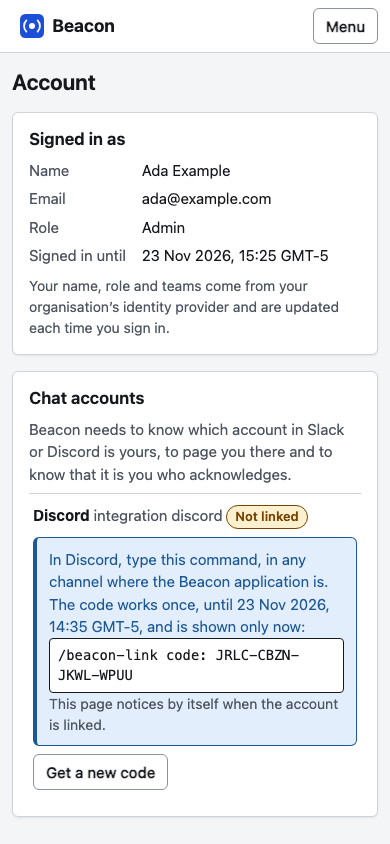 Beacon
Menu
Account
Signed in as
Name Ada Example
Email ada@example.com
Role Admin
Signed in until 23 Nov 2026, 15:25 GMT-5
Your name, role and teams come from your
organisation’s identity provider and are updated
each time you sign in.
Chat accounts
Beacon needs to know which account in Slack
or Discord is yours, to page you there and to
know that it is you who acknowledges.
Discord integration discord Not linked
In Discord, type this command, in any
channel where the Beacon application is.
The code works once, until 23 Nov 2026,
14:35 GMT-5, and is shown only now:
/beacon-link code: JRLC-CBZN-
JKWL-WPUU
This page notices by itself when the account
is linked.
Get a new code